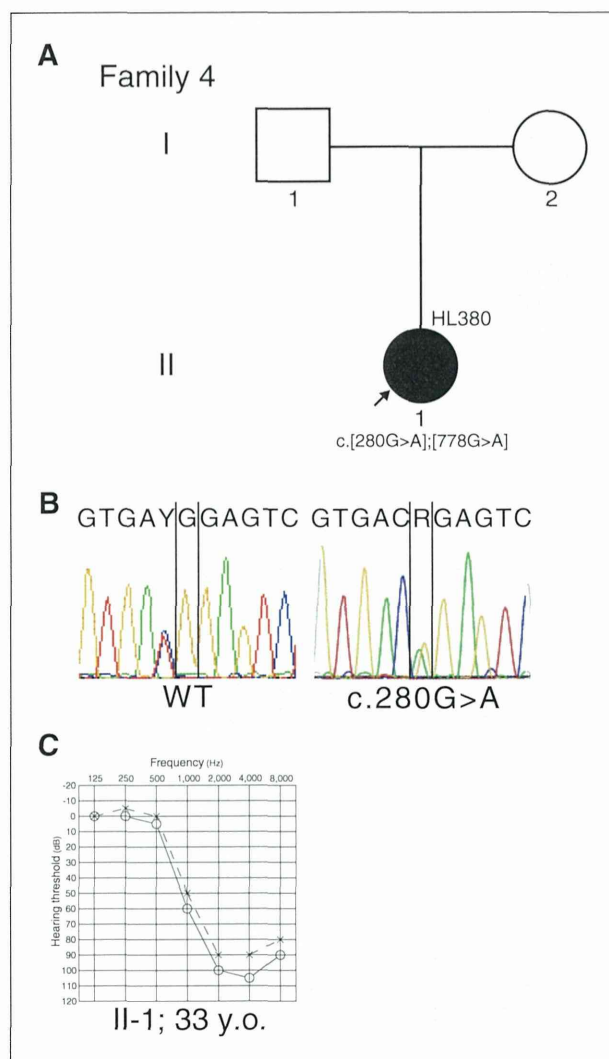 A
Family 4
I
1
2
HL380
II
1
c.[280G>A];[778G>A]
B
GTGAYGGAGTC GTGACRGAGTC
WT
c.280G>A
C
Frequency (Hz)
125 250 500 1,000 2,000 4,000 8,000
Hearing threshold (dB)
-20
-10
0
10
20
30
40
50
60
70
80
90
100
110
120
II-1; 33 y.o.